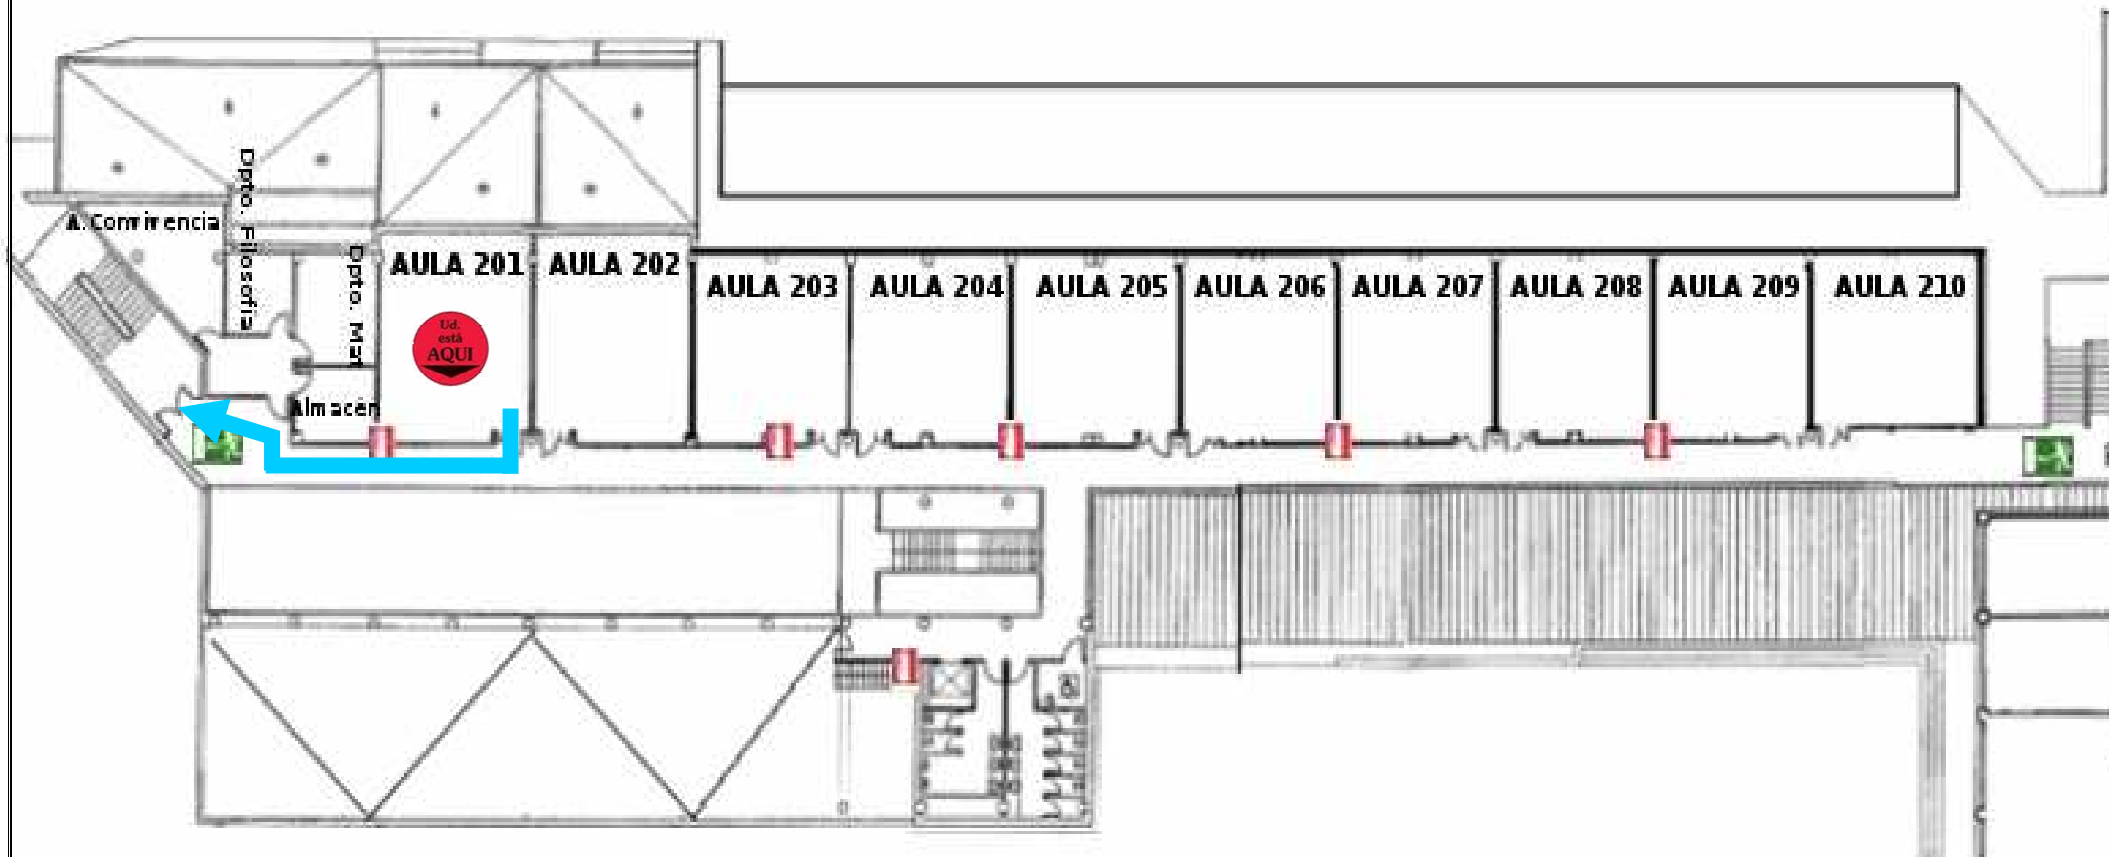 A. Convivencia
Dpto. Filosofía
Dpto. Mat
AULA 201
AULA 202
AULA 203
AULA 204
AULA 205
AULA 206
AULA 207
AULA 208
AULA 209
AULA 210
Ud.
está
AQUI
Almacén